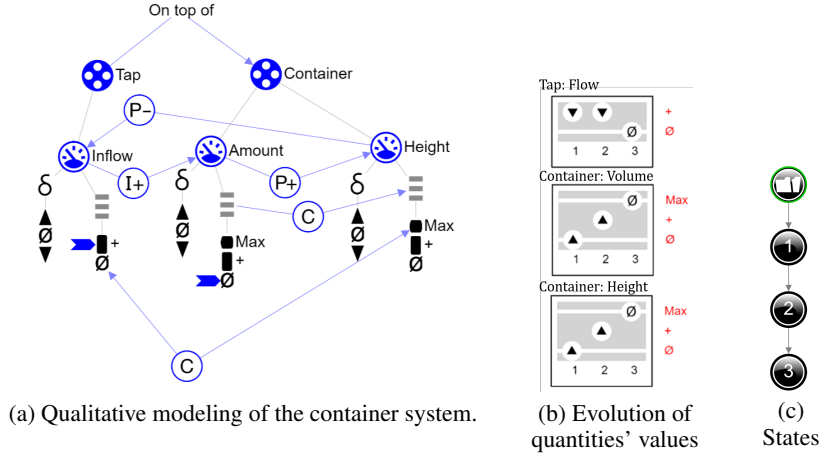 On top of
Tap
Container
P−
Inflow
Amount
Height
I+
P+
δ
δ
δ
C
Ø
Ø
Ø
+
Ø
Max
+
Ø
Max
+
Ø
C
(a) Qualitative modeling of the container system.
Tap: Flow
+
Ø
Ø
1 2 3
Container: Volume
Max
+
Ø
Ø
1 2 3
Container: Height
Max
+
Ø
Ø
1 2 3
(b) Evolution of
quantities' values
1
2
3
(c)
States